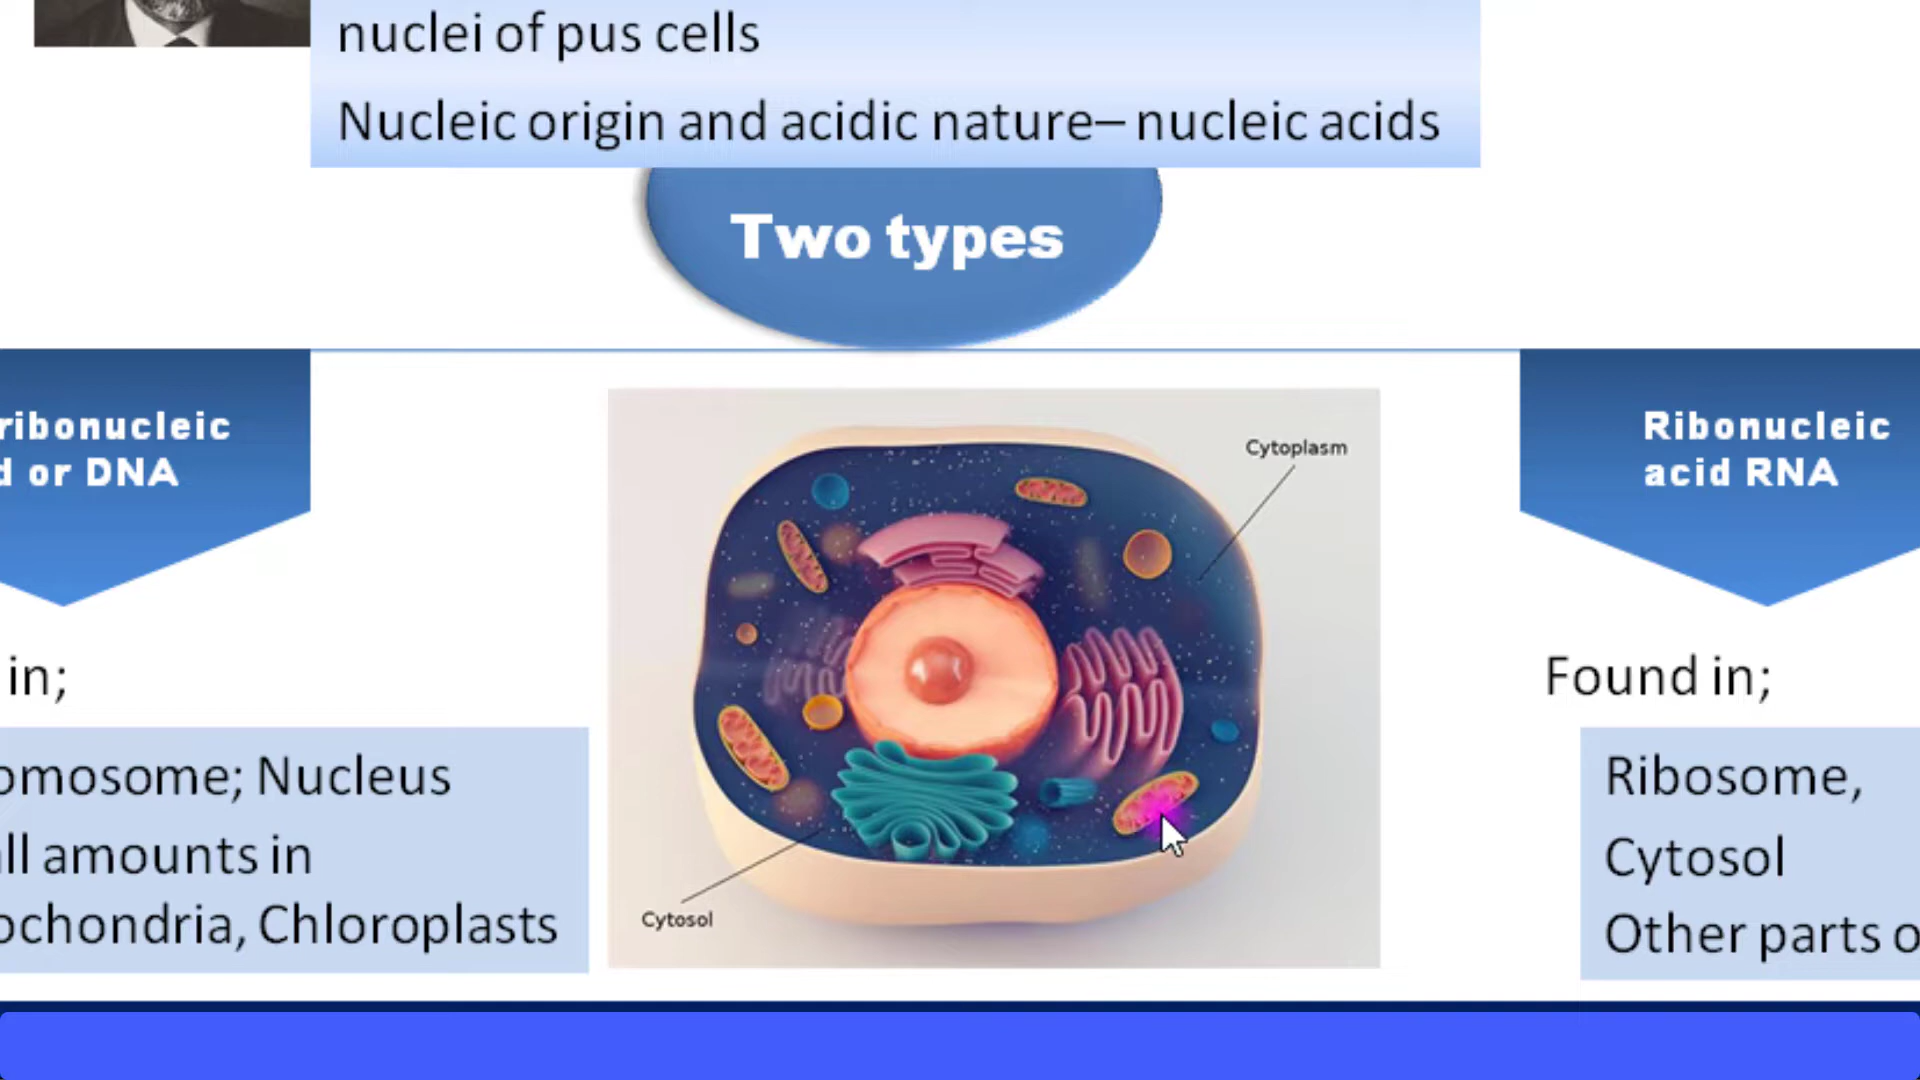 nuclei of pus cells
Nucleic origin and acidic nature– nucleic acids
Two types
ribonucleic
d or DNA
Ribonucleic
acid RNA
Cytoplasm
Cytosol
in;
omosome; Nucleus
all amounts in
ochondria, Chloroplasts
Found in;
Ribosome,
Cytosol
Other parts o